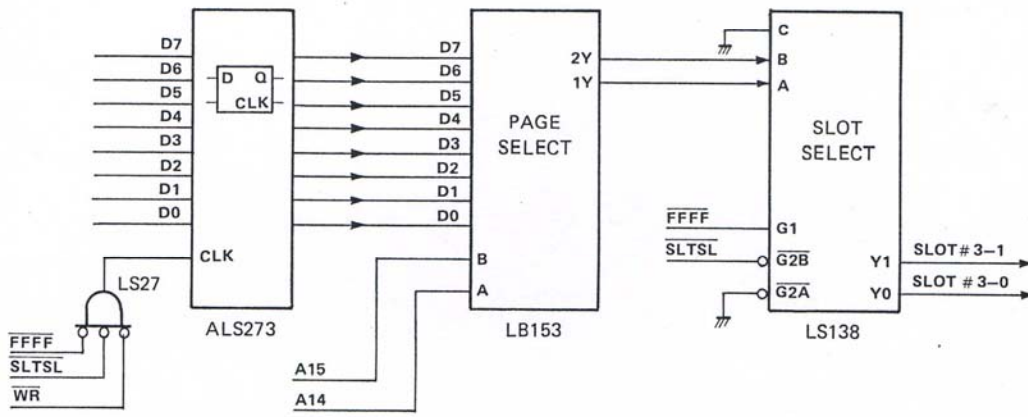 D7
D6
D5
D4
D3
D2
D1
D0
D Q
CLK
CLK
LS27
ALS273
FFFF
SLTSL
WR
D7
D6
D5
D4
D3
D2
D1
D0
PAGE
SELECT
2Y
1Y
B
A
LB153
A15
A14
C
B
A
SLOT
SELECT
FFFF
G1
SLTSL
G2B
G2A
Y1
Y0
SLOT #3-1
SLOT #3-0
LS138